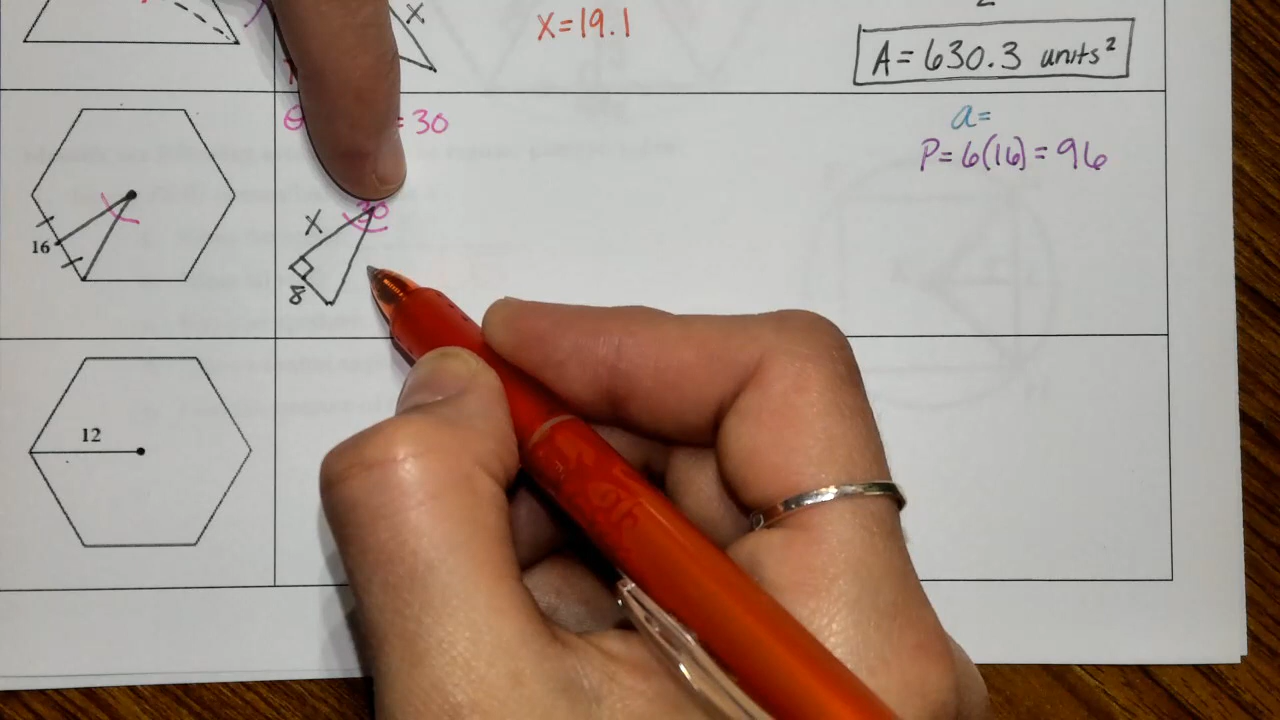 x
x=19.1
A=630.3 units²
θ = 30
a=
P=6(16)=96
16
x
30
8
12